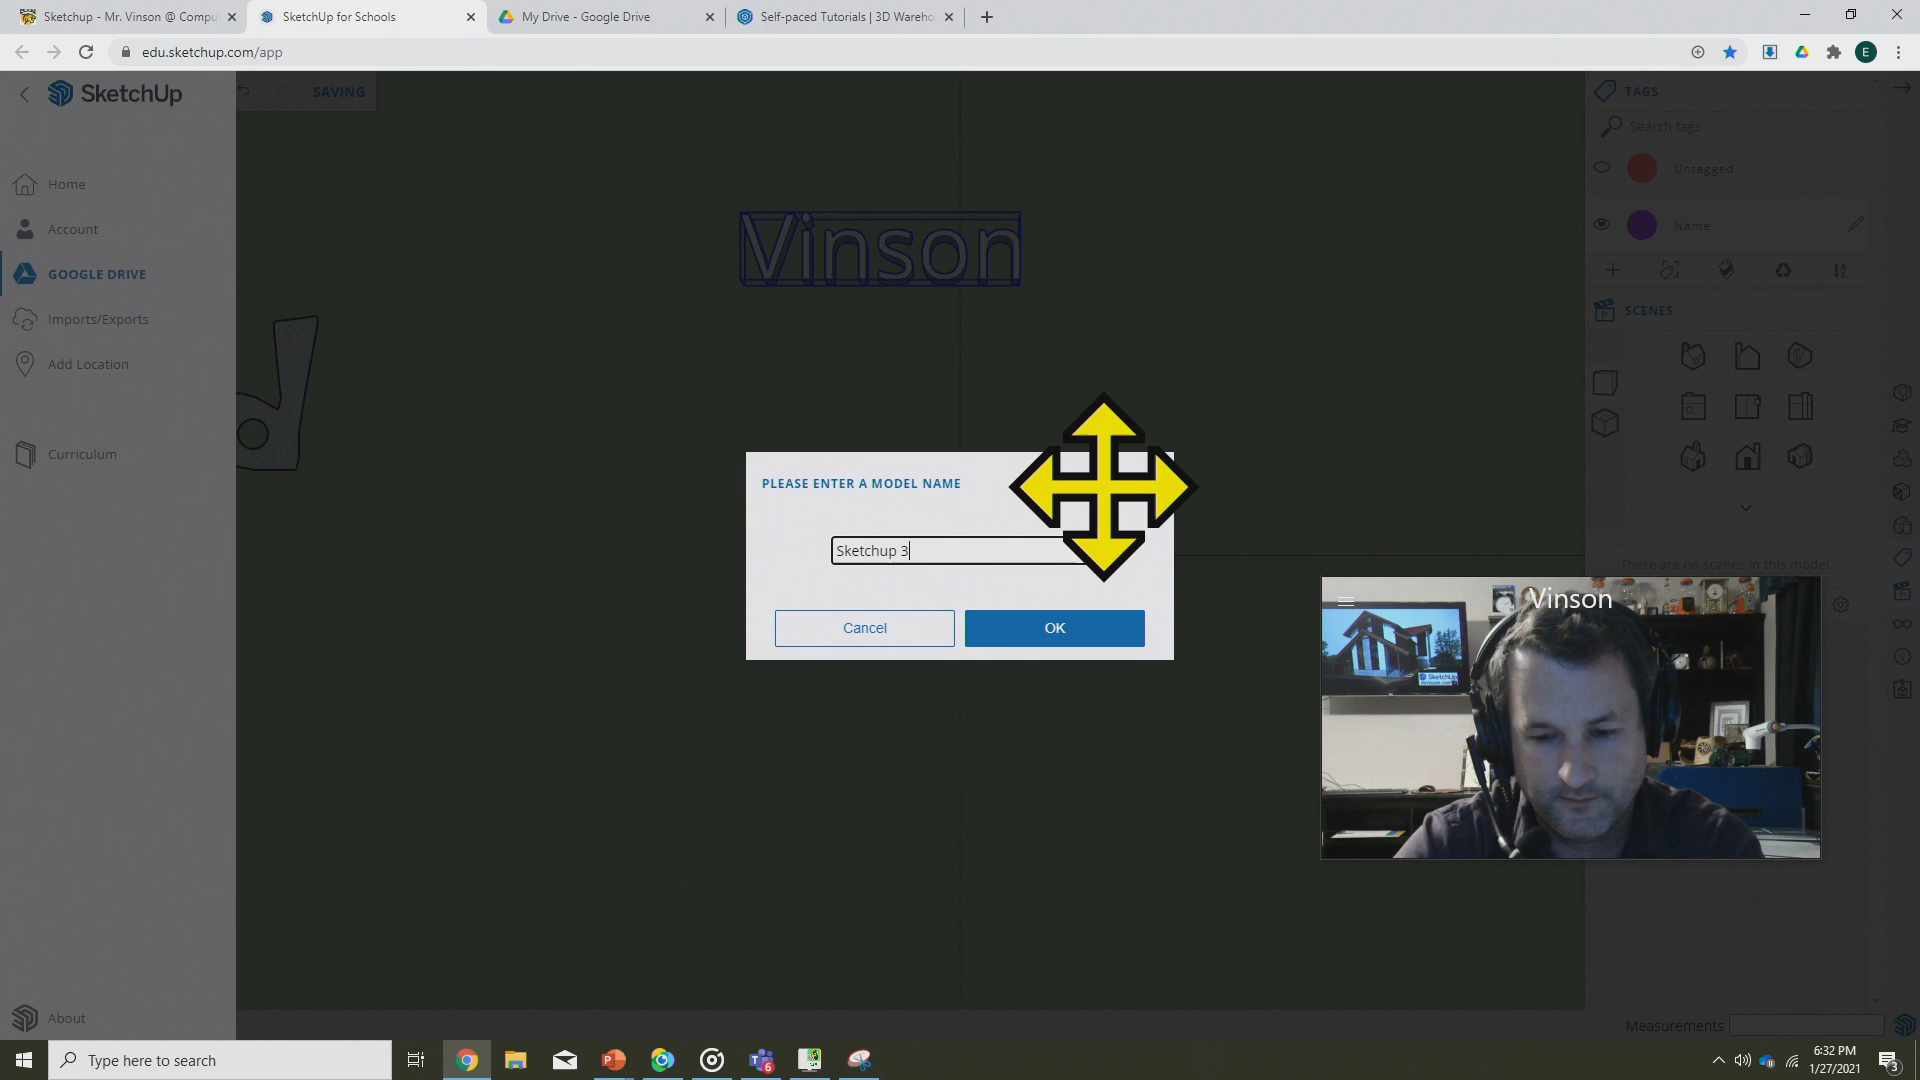 Sketchup - Mr. Vinson @ Compu
SketchUp for Schools
My Drive - Google Drive
Self-paced Tutorials | 3D Wareho
edu.sketchup.com/app
E
SketchUp
SAVING
Home
Account
GOOGLE DRIVE
Imports/Exports
Add Location
Curriculum
About
d
Vinson
PLEASE ENTER A MODEL NAME
Sketchup 3
Cancel
OK
TAGS
Search tags
Untagged
Name
SCENES
There are no scenes in this model.
Vinson
SketchUp
Measurements
Type here to search
6
6:32 PM
1/27/2021
3